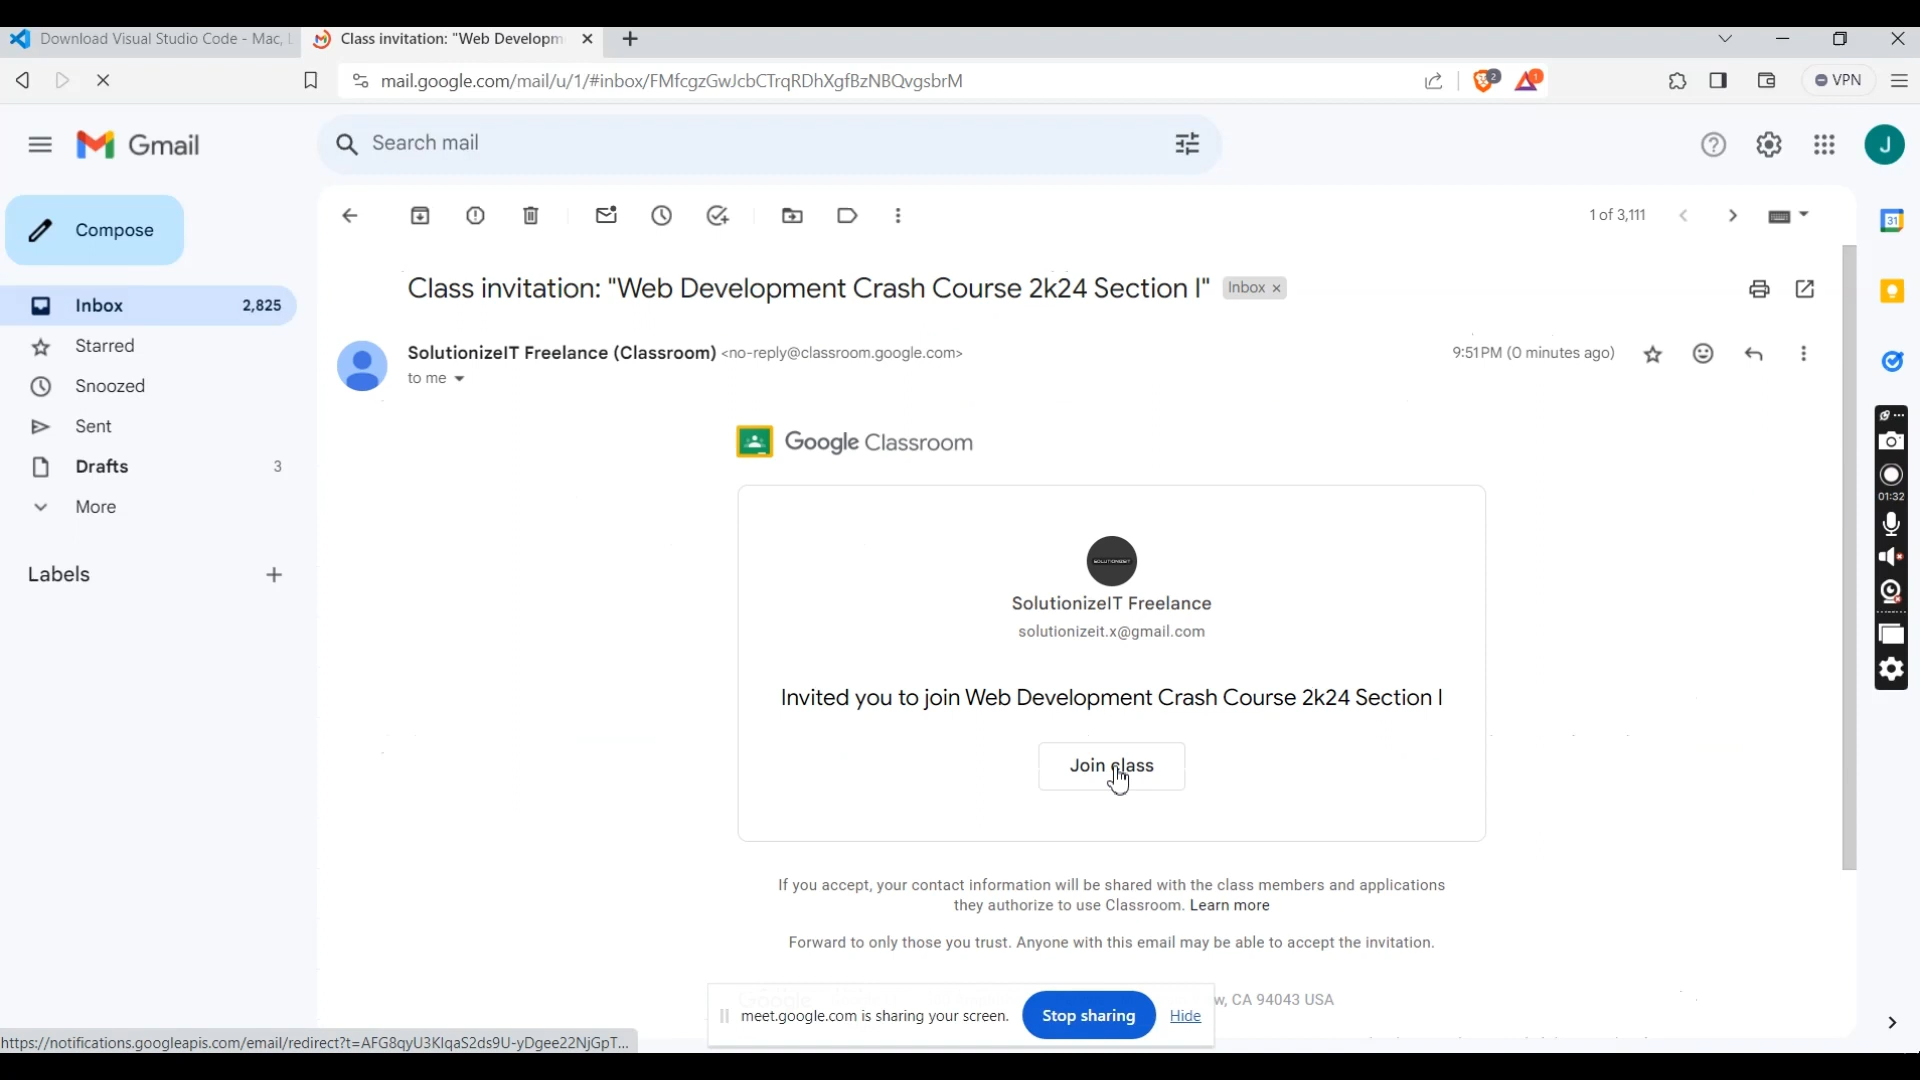 Download Visual Studio Code - Mac, L
Class invitation: "Web Developm
mail.google.com/mail/u/1/#inbox/FMfcgzGwJcbCTrqRDhXgfBzNBQvgsbrM
2
1
VPN
Gmail
Search mail
J
Compose
1 of 3,111
31
Class invitation: "Web Development Crash Course 2k24 Section I"
Inbox
Inbox 2,825
Starred
SolutionizeIT Freelance (Classroom) <no-reply@classroom.google.com>
9:51 PM (0 minutes ago)
to me
Snoozed
Sent
Drafts 3
More
Labels
Google Classroom
01:32
SOLUTIONIZEIT
SolutionizeIT Freelance
solutionizeit.x@gmail.com
Invited you to join Web Development Crash Course 2k24 Section I
Join class
If you accept, your contact information will be shared with the class members and applications
they authorize to use Classroom. Learn more
Forward to only those you trust. Anyone with this email may be able to accept the invitation.
w, CA 94043 USA
meet.google.com is sharing your screen.
Stop sharing
Hide
https://notifications.googleapis.com/email/redirect?t=AFG8qyU3KlqaS2ds9U-yDgee22NjGpT...